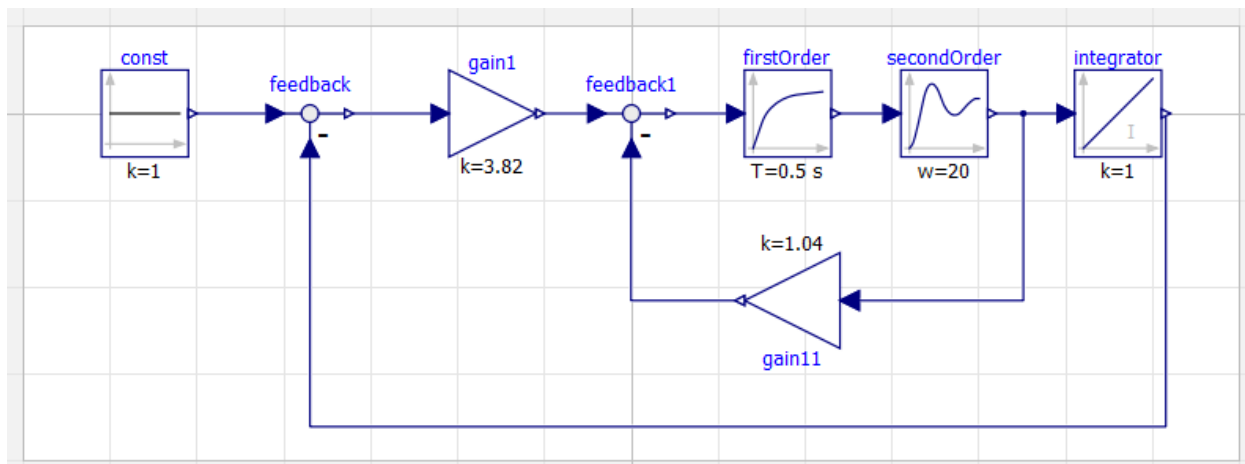 const
feedback
gain1
feedback1
firstOrder
secondOrder
integrator
-
-
I
k=1
k=3.82
T=0.5 s
w=20
k=1
k=1.04
gain11